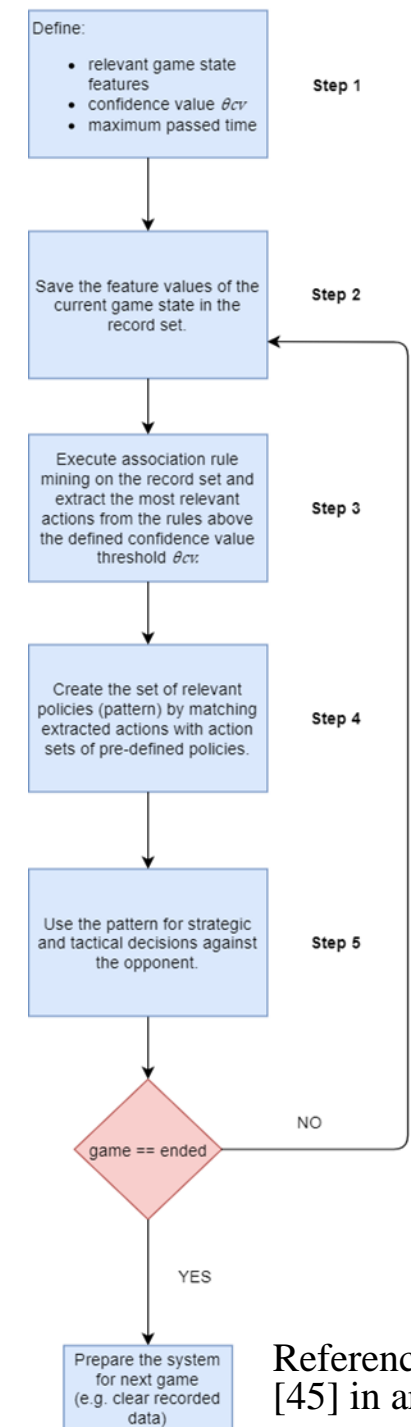 Define:
• relevant game state
features
• confidence value θcv
• maximum passed time
Step 1
Save the feature values of the
current game state in the
record set.
Step 2
Execute association rule
mining on the record set and
extract the most relevant
actions from the rules above
the defined confidence value
threshold θcv.
Step 3
Create the set of relevant
policies (pattern) by matching
extracted actions with action
sets of pre-defined policies.
Step 4
Use the pattern for strategic
and tactical decisions against
the opponent.
Step 5
game == ended
NO
YES
Prepare the system
for next game
(e.g. clear recorded
data)
[45] in